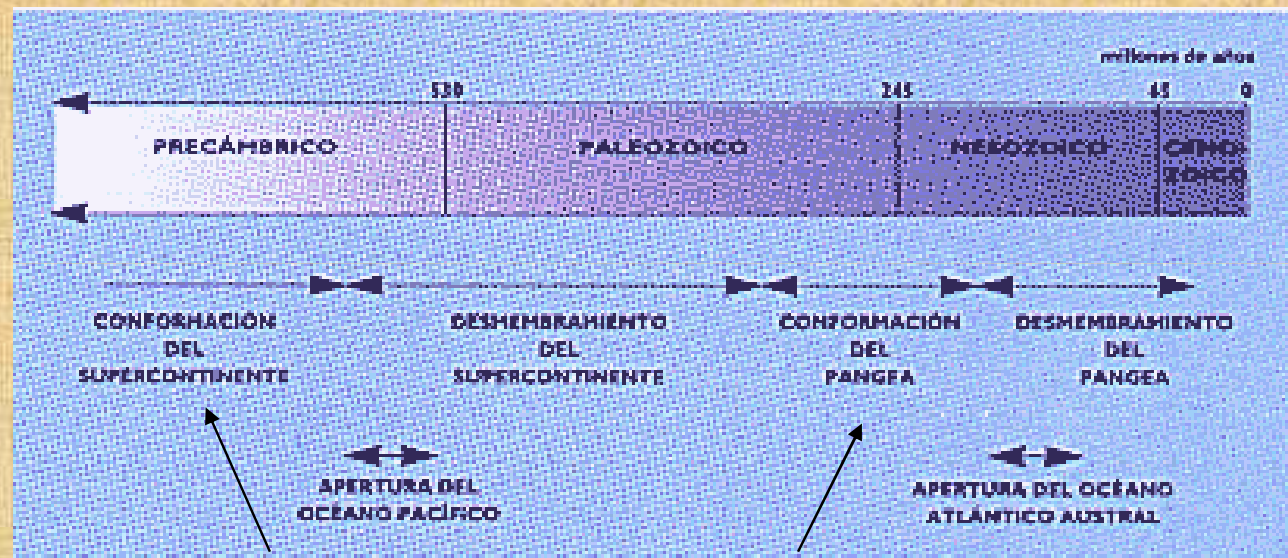 millones de años
530 245 65 0
PRECÁMBRICO PALEOZOICO MESOZOICO CENO-
ZOICO
CONFORMACIÓN
DEL
SUPERCONTINENTE
DESMEMBRAMIENTO
DEL
SUPERCONTINENTE
CONFORMACIÓN
DEL
PANGEA
DESMEMBRAMIENTO
DEL
PANGEA
APERTURA DEL
OCÉANO PACÍFICO
APERTURA DEL OCÉANO
ATLÁNTICO AUSTRAL